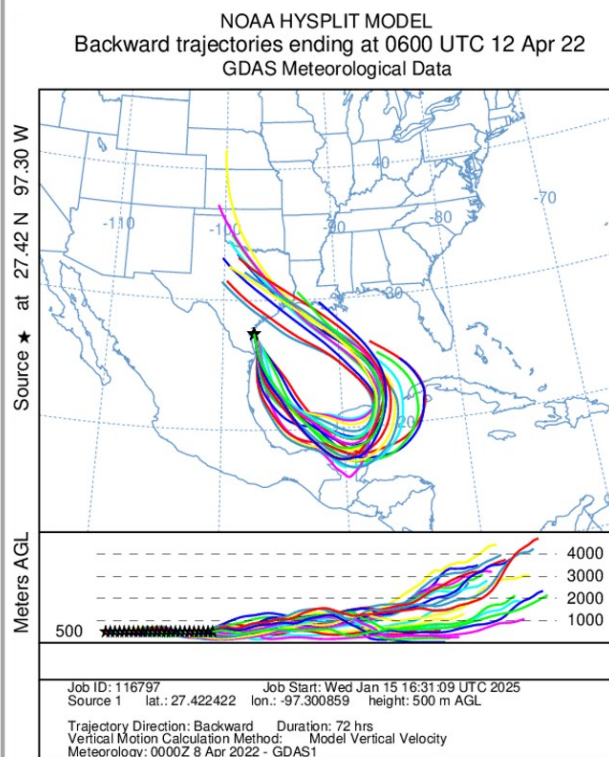 NOAA HYSPLIT MODEL
Backward trajectories ending at 0600 UTC 12 Apr 22
GDAS Meteorological Data
Source ★ at 27.42 N 97.30 W
40
-70
-110
-100
-90
-80
30
20
Meters AGL
500
4000
3000
2000
1000
Job ID: 116797 Job Start: Wed Jan 15 16:31:09 UTC 2025
Source 1 lat.: 27.422422 lon.: -97.300859 height: 500 m AGL
Trajectory Direction: Backward Duration: 72 hrs
Vertical Motion Calculation Method: Model Vertical Velocity
Meteorology: 0000Z 8 Apr 2022 - GDAS1